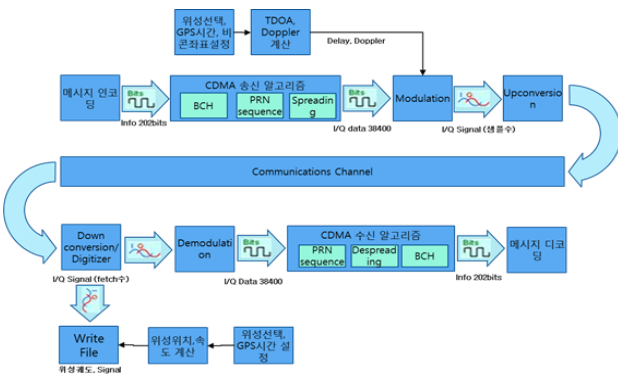 위성선택,
GPS시간, 비
콘좌표설정
TDOA,
Doppler
계산
Delay, Doppler
메시지 인코
딩
Bits
Info 202bits
CDMA 송신 알고리즘
BCH
PRN
sequence
Spreadin
g
Bits
I/Q data 38400
Modulation
I/Q Signal (샘플수)
Upconversio
n
Communications Channel
Down
conversion/
Digitizer
I/Q Signal (fetch수)
Demodulati
on
Bits
I/Q Data 38400
CDMA 수신 알고리즘
PRN
sequence
Despread
ing
BCH
Bits
Info 202bits
메시지 디코
딩
Write
File
위성궤도, Signal
위성위치,속
도 계산
위성선택,
GPS시간 설
정